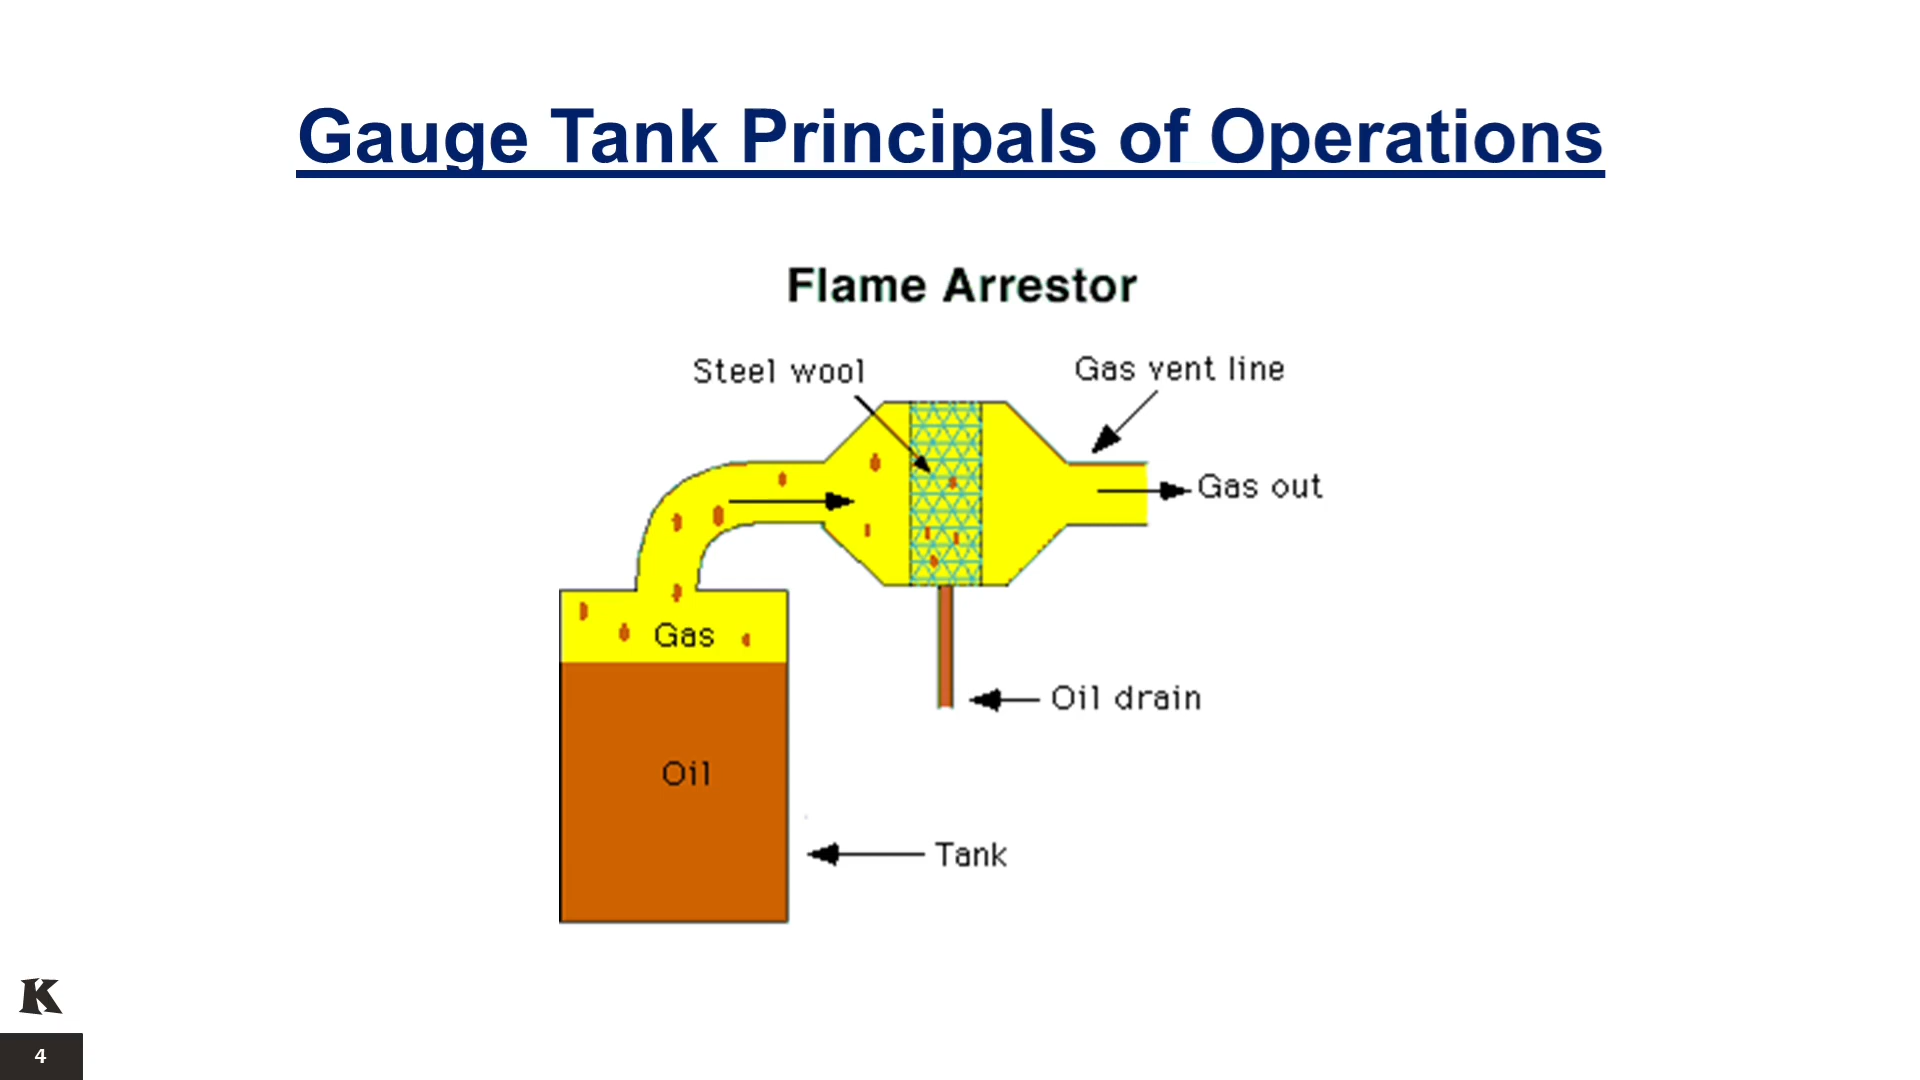 Gauge Tank Principals of Operations
Flame Arrestor
Steel wool
Gas vent line
Gas out
Gas
Oil drain
Oil
Tank
K
4